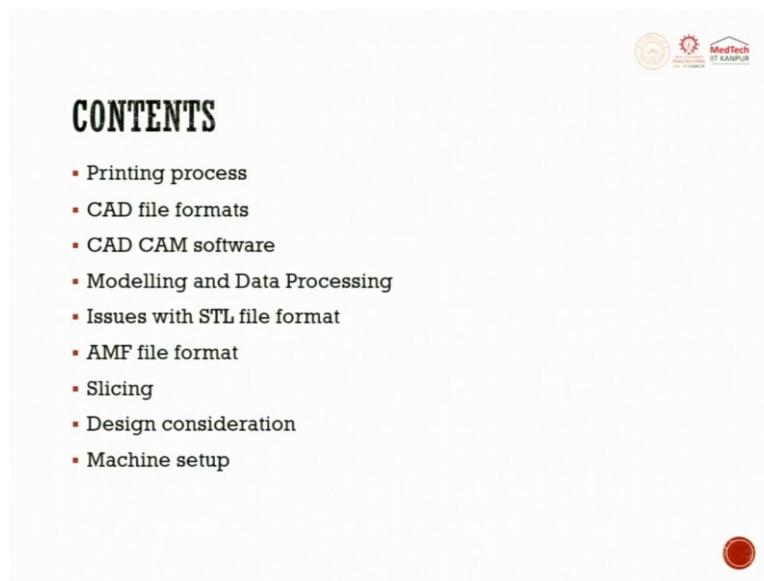 MedTech
IIT KANPUR
CONTENTS
Printing process
CAD file formats
CAD CAM software
Modelling and Data Processing
Issues with STL file format
AMF file format
Slicing
Design consideration
Machine setup